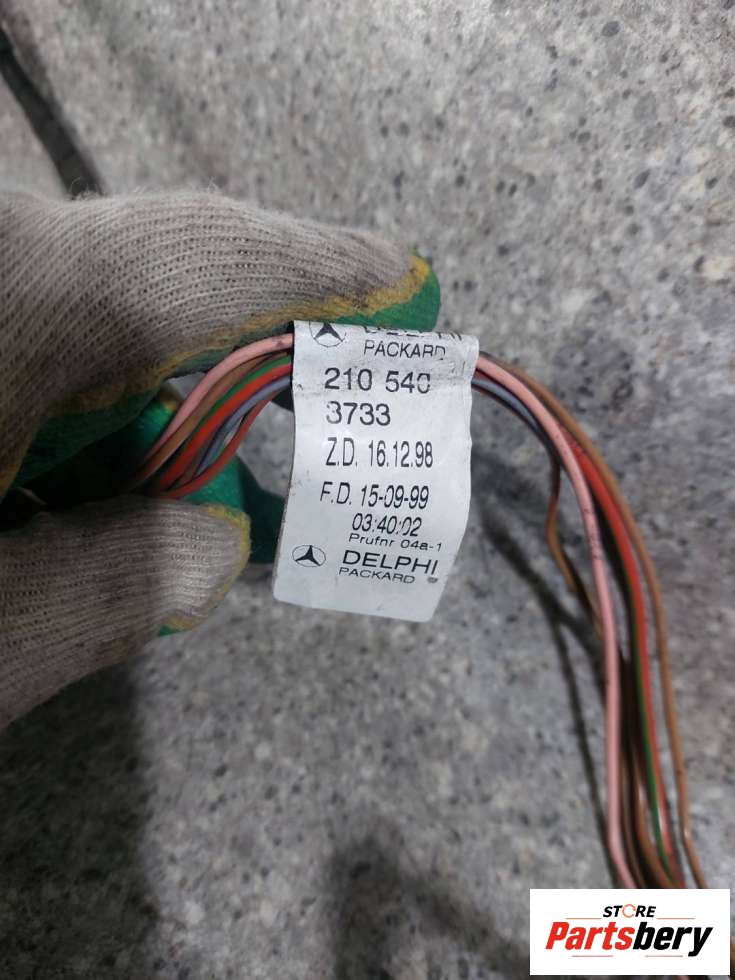 PACKARD
210 540
3733
Z.D. 16.12.98
F.D. 15-09-99
03:40:02
Prufnr 04a-1
DELPHI
PACKARD
STORE
Partsbery